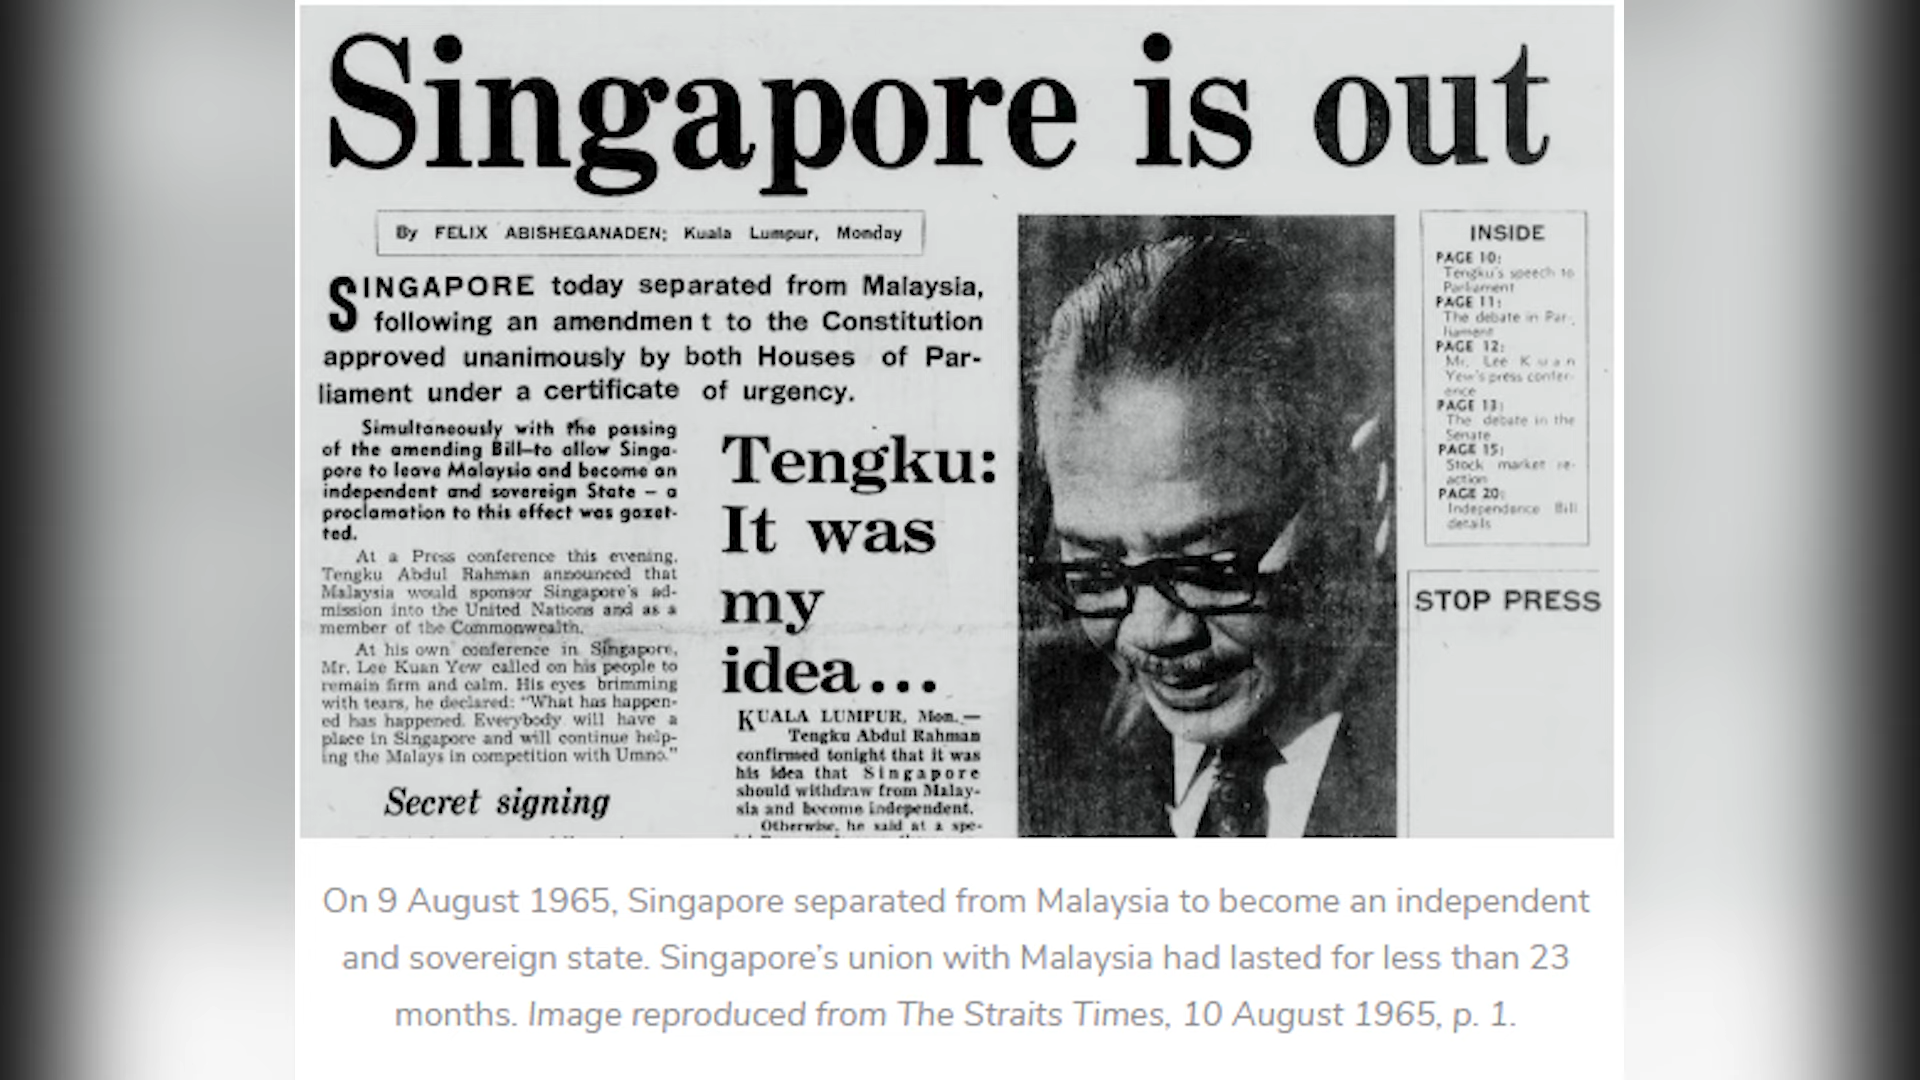 Singapore is out
By FELIX ABISHEGANADEN; Kuala Lumpur, Monday
SINGAPORE today separated from Malaysia,
following an amendment to the Constitution
approved unanimously by both Houses of Par-
liament under a certificate of urgency.
Simultaneously with the passing
of the amending Bill—to allow Singa-
pore to leave Malaysia and become an
independent and sovereign State — a
proclamation to this effect was gazet-
ted.
At a Press conference this evening,
Tengku Abdul Rahman announced that
Malaysia would sponsor Singapore's ad-
mission into the United Nations and as a
member of the Commonwealth.
At his own conference in Singapore,
Mr. Lee Kuan Yew called on his people to
remain firm and calm. His eyes brimming
with tears, he declared: "What has happen-
ed has happened. Everybody will have a
place in Singapore and will continue help-
ing the Malays in competition with Umno."
Secret signing
Tengku:
It was
my
idea...
KUALA LUMPUR, Mon.—
Tengku Abdul Rahman
confirmed tonight that it was
his idea that Singapore
should withdraw from Malay-
sia and become independent.
Otherwise, he said at a spe-
INSIDE
PAGE 10:
Tengku's speech to
Parliament
PAGE 11:
The debate in Par-
liament
PAGE 12:
Mr. Lee Kuan
Yew's press confer-
ence
PAGE 13:
The debate in the
Senate
PAGE 15:
Stock market re-
action
PAGE 20:
Independence Bill
details
STOP PRESS
On 9 August 1965, Singapore separated from Malaysia to become an independent
and sovereign state. Singapore's union with Malaysia had lasted for less than 23
months. Image reproduced from The Straits Times, 10 August 1965, p. 1.